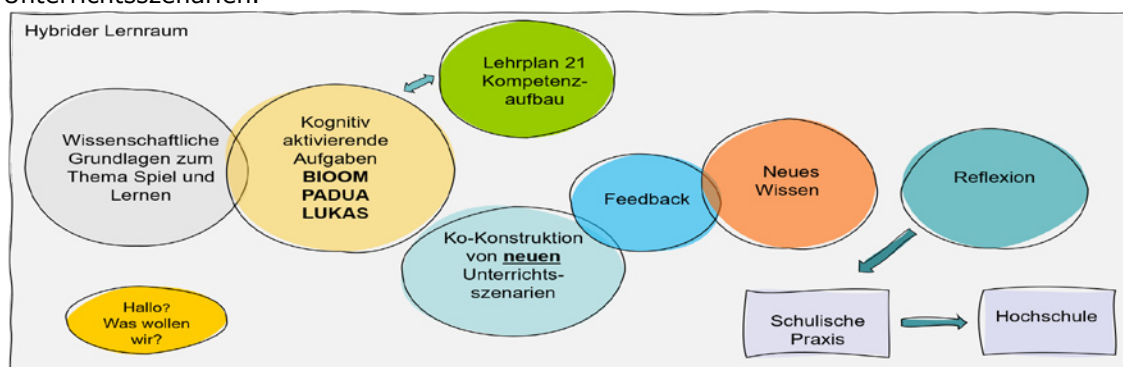 Unterrichtsszenarien.
Hybrider Lernraum
Lehrplan 21
Kompetenz-
aufbau
Wissenschaftliche
Grundlagen zum
Thema Spiel und
Lernen
Kognitiv
aktivierende
Aufgaben
BIOOM
PADUA
LUKAS
Feedback
Neues
Wissen
Reflexion
Ko-Konstruktion
von neuen
Unterrichts-
szenarien
Hallo?
Was wollen
wir?
Schulische
Praxis
Hochschule